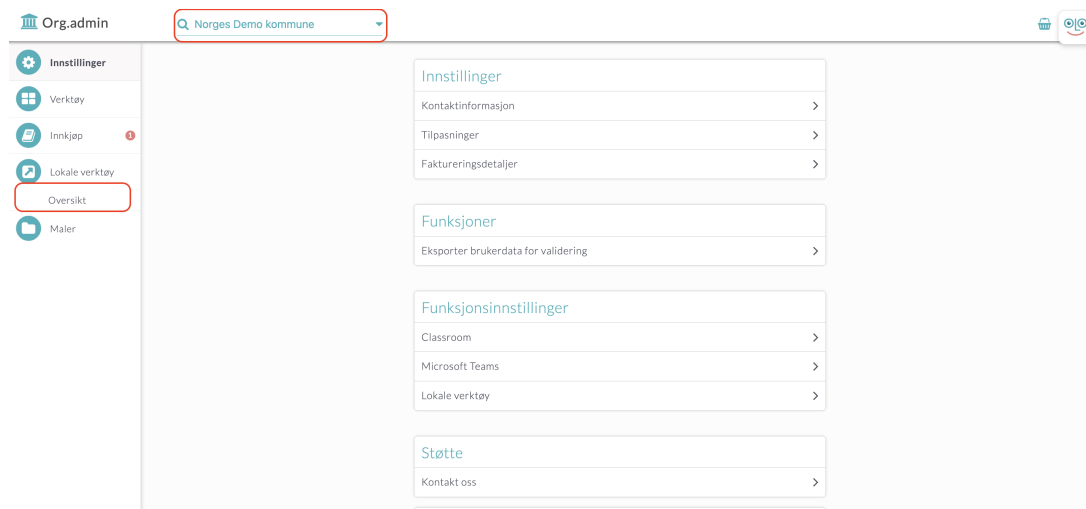 Org.admin
Norges Demo kommune
Innstillinger
Verktøy
Innkjøp 1
Lokale verktøy
Oversikt
Maler
Innstillinger
Kontaktinformasjon
Tilpasninger
Faktureringsdetaljer
Funksjoner
Eksporter brukerdata for validering
Funksjonsinnstillinger
Classroom
Microsoft Teams
Lokale verktøy
Støtte
Kontakt oss